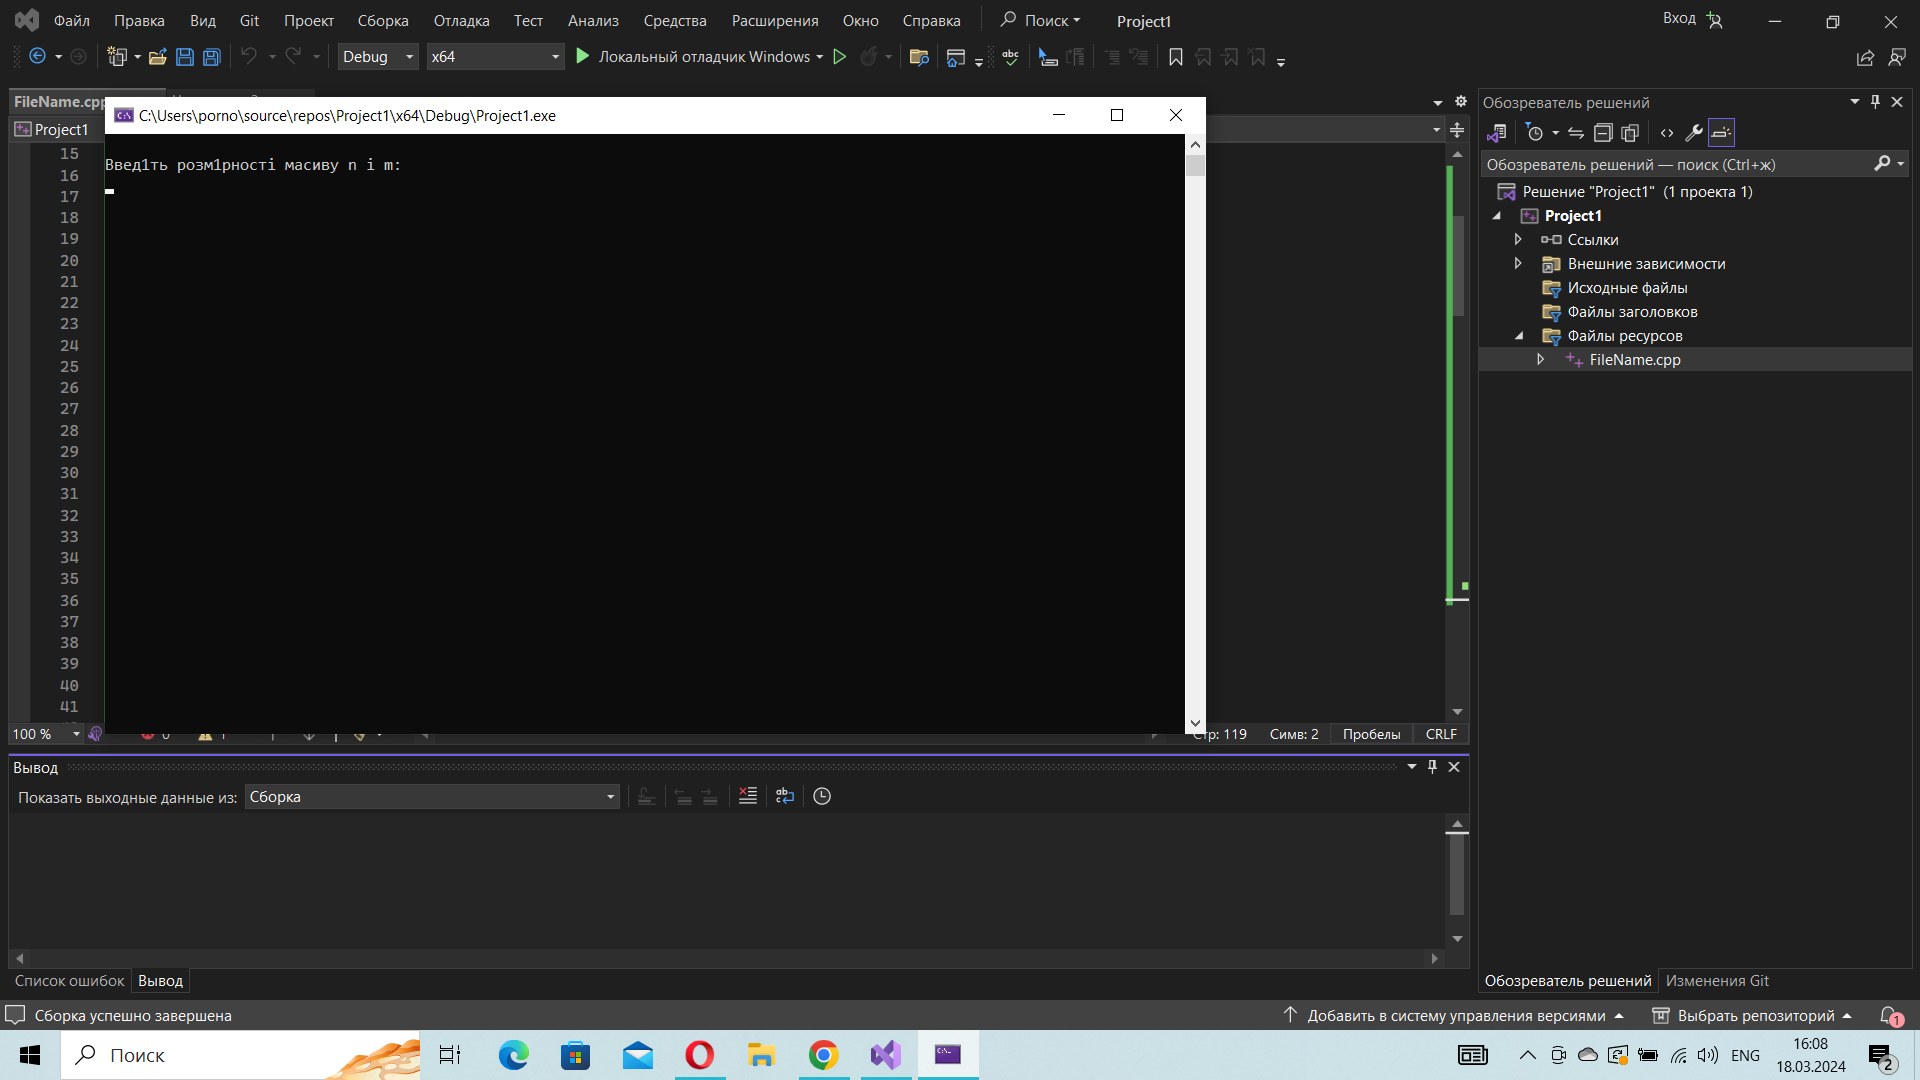 Файл Правка Вид Git Проект Сборка Отладка Тест Анализ Средства Расширения Окно Справка Поиск Project1 Вход
Debug x64 Локальный отладчик Windows
FileName.cpp
C:\Users\porno\source\repos\Project1\x64\Debug\Project1.exe
Project1
Введ1ть розм1рності масиву n і m:
15
16
17
18
19
20
21
22
23
24
25
26
27
28
29
30
31
32
33
34
35
36
37
38
39
40
41
100 % 0 1 Стр: 119 Симв: 2 Пробелы CRLF
Обозреватель решений
Обозреватель решений — поиск (Ctrl+ж)
Решение "Project1" (1 проекта 1)
Project1
Ссылки
Внешние зависимости
Исходные файлы
Файлы заголовков
Файлы ресурсов
FileName.cpp
Вывод
Показать выходные данные из: Сборка
Список ошибок Вывод
Обозреватель решений Изменения Git
Сборка успешно завершена Добавить в систему управления версиями Выбрать репозиторий 1
Поиск ENG 16:08 18.03.2024 2